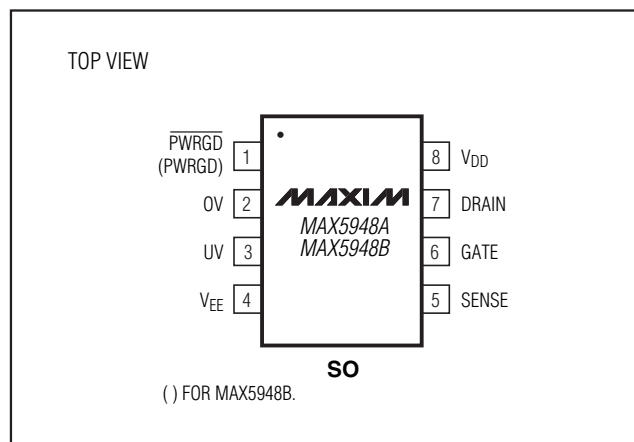 TOP VIEW
PWRGD
(PWRGD)
1
8
VDD
OV
2
MAXIM
7
DRAIN
MAX5948A
UV
3
MAX5948B
6
GATE
VEE
4
5
SENSE
SO
( ) FOR MAX5948B.